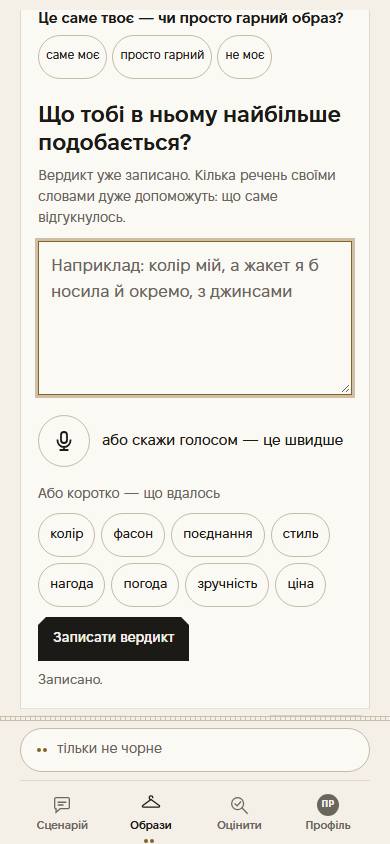 Це саме твоє — чи просто гарний образ?
саме моє просто гарний не моє
Що тобі в ньому найбільше
подобається?
Вердикт уже записано. Кілька речень своїми
словами дуже допоможуть: що саме
відгукнулось.
Наприклад: колір мій, а жакет я б
носила й окремо, з джинсами
або скажи голосом — це швидше
Або коротко — що вдалось
колір фасон поєднання стиль
нагода погода зручність ціна
Записати вердикт
Записано.
тільки не чорне
ПР
Сценарій Образи Оцінити Профіль